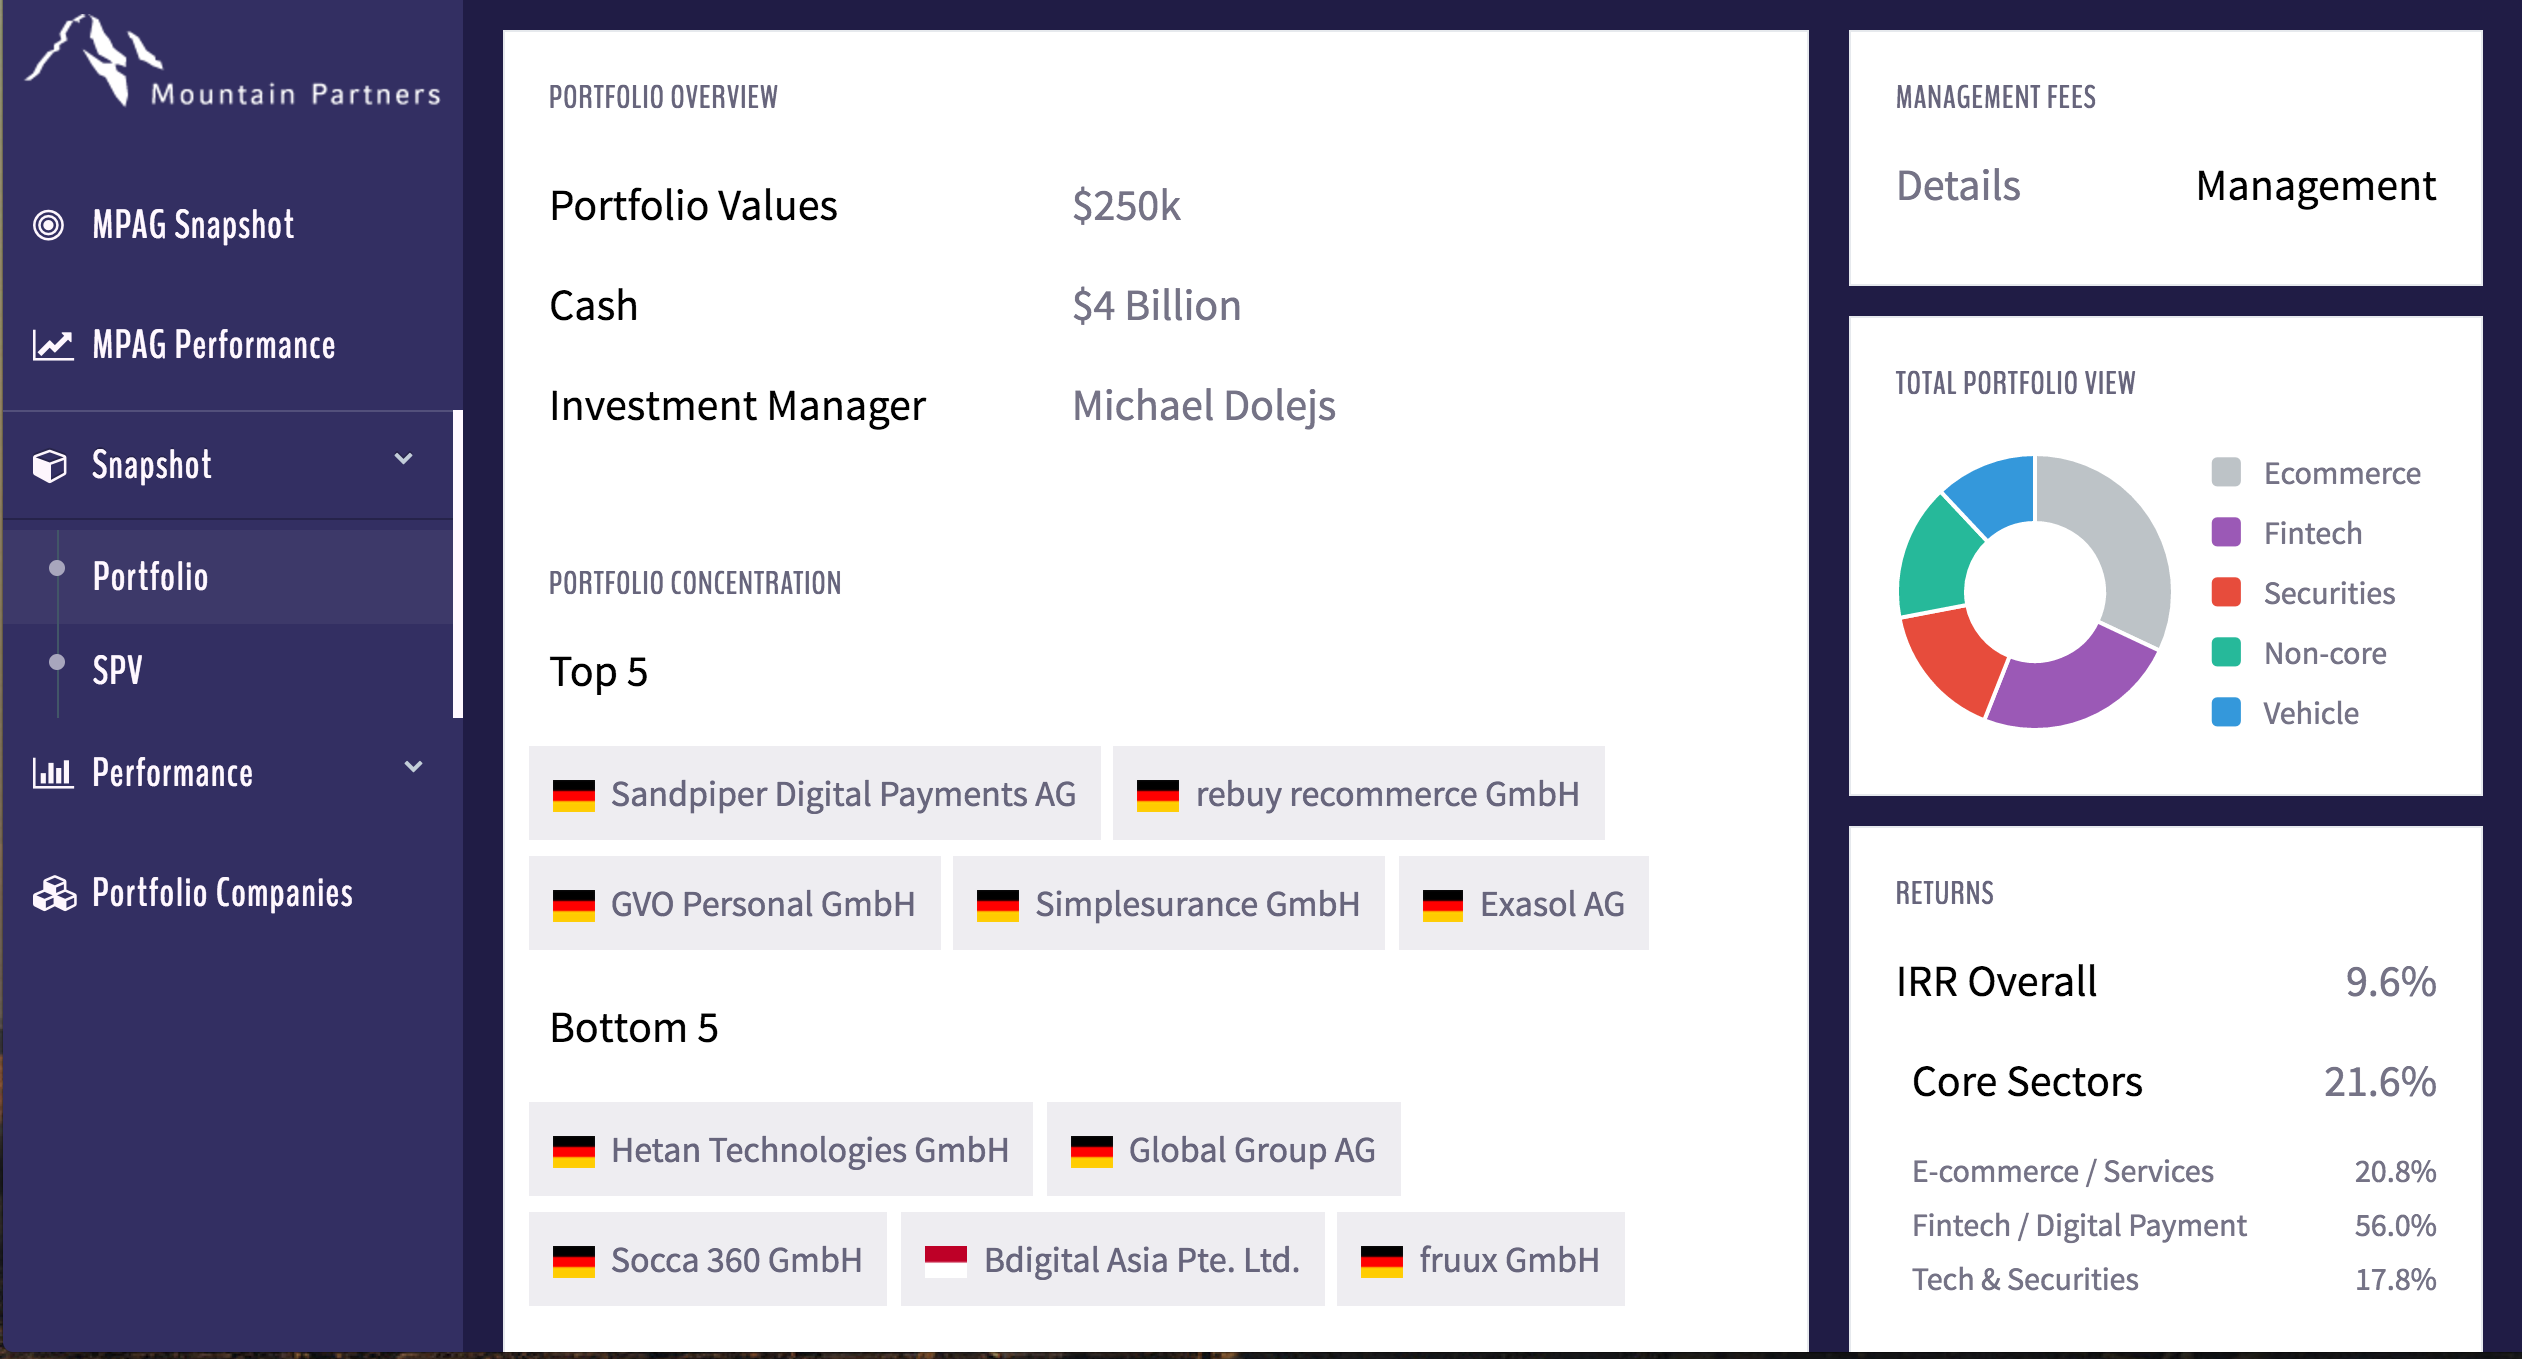 Mountain Partners
MPAG Snapshot
MPAG Performance
Snapshot
Portfolio
SPV
Performance
Portfolio Companies
PORTFOLIO OVERVIEW
Portfolio Values $250k
Cash $4 Billion
Investment Manager Michael Dolejs
PORTFOLIO CONCENTRATION
Top 5
Sandpiper Digital Payments AG rebuy recommerce GmbH
GVO Personal GmbH Simplesurance GmbH Exasol AG
Bottom 5
Hetan Technologies GmbH Global Group AG
Socca 360 GmbH Bdigital Asia Pte. Ltd. fruux GmbH
MANAGEMENT FEES
Details Management
TOTAL PORTFOLIO VIEW
Ecommerce
Fintech
Securities
Non-core
Vehicle
RETURNS
IRR Overall 9.6%
Core Sectors 21.6%
E-commerce / Services 20.8%
Fintech / Digital Payment 56.0%
Tech & Securities 17.8%